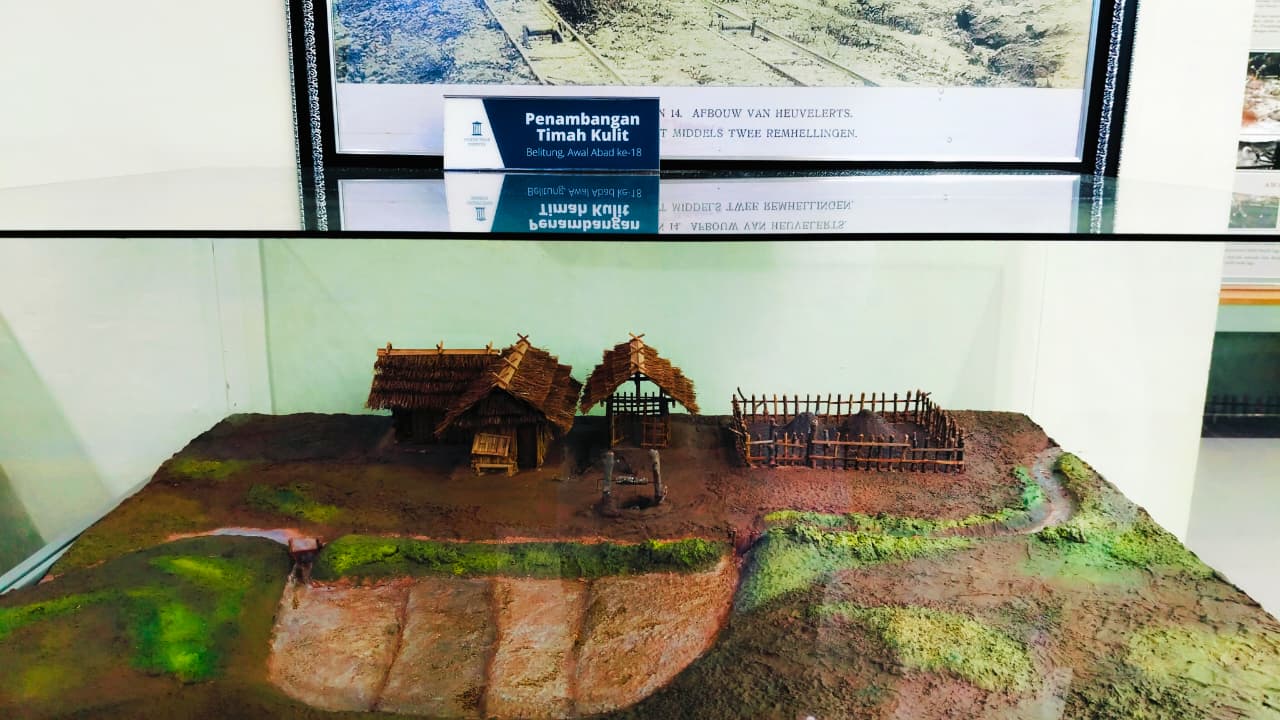 Penambangan
Timah Kulit
Belitung, Awal Abad ke-18
N 14. AFBOUW VAN HEUVELERTS.
T MIDDELS TWEE REMHELLINGEN.